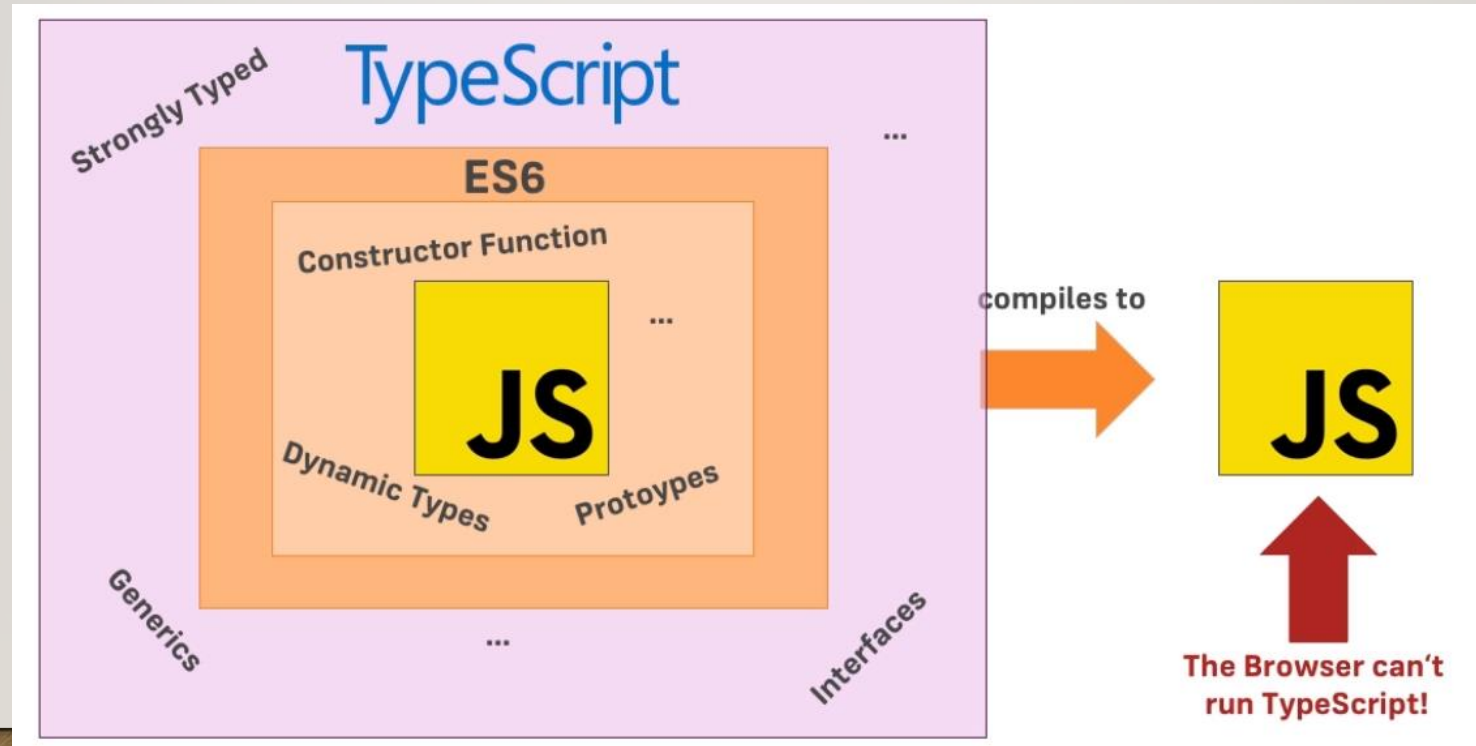 TypeScript
Strongly Typed
...
ES6
Constructor Function
...
JS
Dynamic Types
Protoypes
Generics
...
Interfaces
compiles to
JS
The Browser can't
run TypeScript!